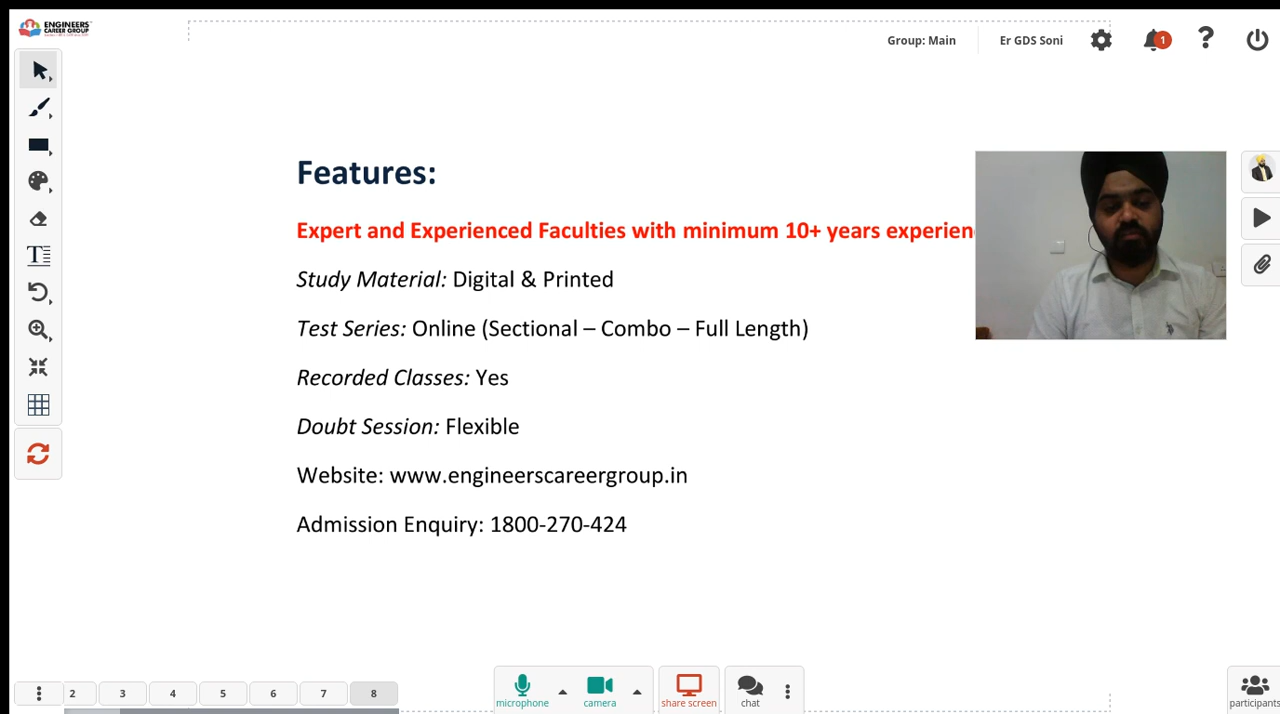 ENGINEERS
CAREER GROUP
Group: Main
Er GDS Soni
1
Features:
Expert and Experienced Faculties with minimum 10+ years experien
Study Material: Digital & Printed
Test Series: Online (Sectional – Combo – Full Length)
Recorded Classes: Yes
Doubt Session: Flexible
Website: www.engineerscareergroup.in
Admission Enquiry: 1800-270-424
2 3 4 5 6 7 8
microphone
camera
share screen
chat
participants